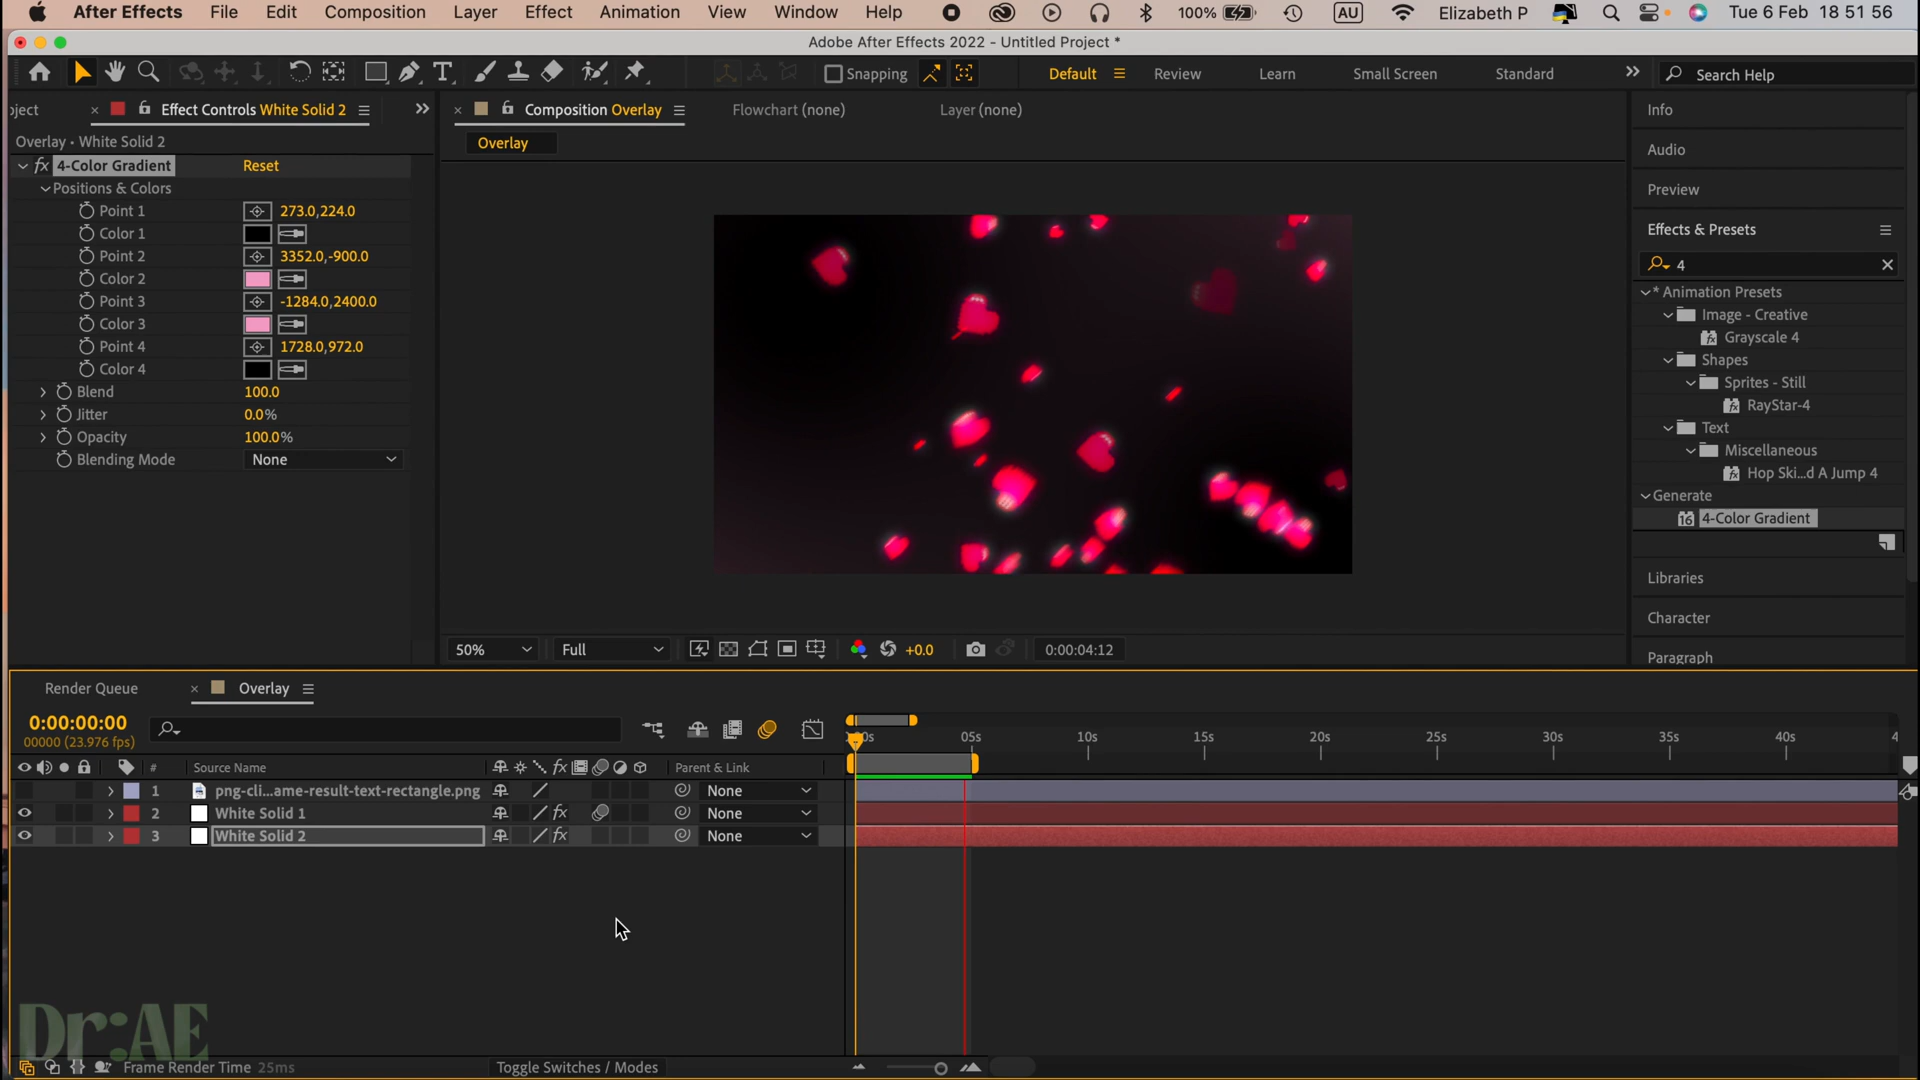 After Effects File Edit Composition Layer Effect Animation View Window Help 100% AU Elizabeth P Tue 6 Feb 18 51 56
Adobe After Effects 2022 - Untitled Project *
T Snapping Default Review Learn Small Screen Standard Search Help
oject Effect Controls White Solid 2
Composition Overlay Flowchart (none) Layer (none)
Overlay
Overlay • White Solid 2
fx 4-Color Gradient Reset
Positions & Colors
Point 1 273.0,224.0
Color 1
Point 2 3352.0,-900.0
Color 2
Point 3 -1284.0,2400.0
Color 3
Point 4 1728.0,972.0
Color 4
Blend 100.0
Jitter 0.0%
Opacity 100.0%
Blending Mode None
50% Full +0.0 0:00:04:12
Info
Audio
Preview
Effects & Presets
4
* Animation Presets
Image - Creative
Grayscale 4
Shapes
Sprites - Still
RayStar-4
Text
Miscellaneous
Hop Ski...d A Jump 4
Generate
16 4-Color Gradient
Libraries
Character
Paragraph
Render Queue Overlay
0:00:00:00
00000 (23.976 fps)
05s 10s 15s 20s 25s 30s 35s 40s 4
# Source Name fx Parent & Link
1 png-cli...ame-result-text-rectangle.png None
2 White Solid 1 fx None
3 White Solid 2 fx None
Dr:AE
Frame Render Time 25ms Toggle Switches / Modes